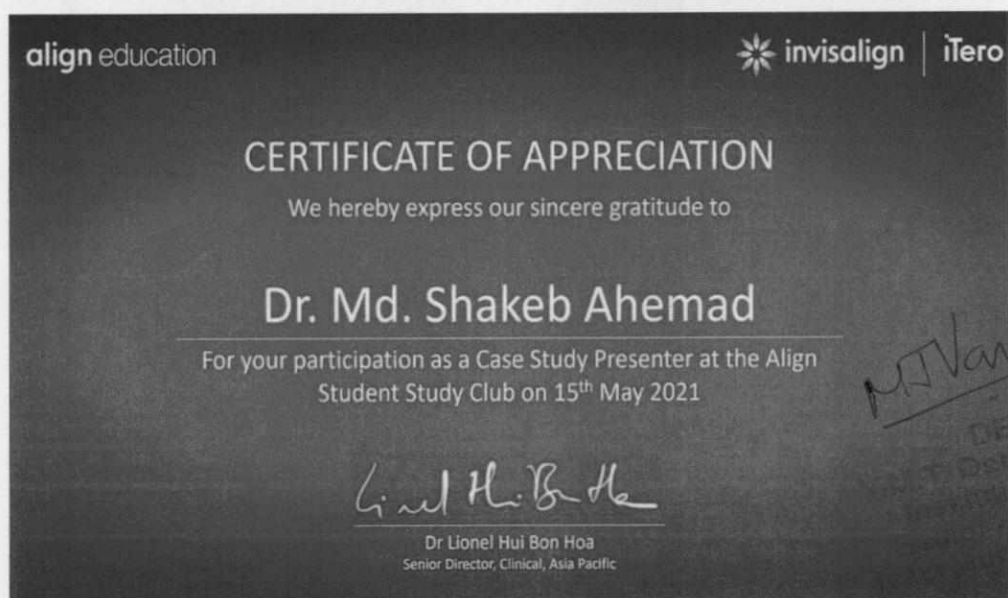 align education
invisalign | iTero
CERTIFICATE OF APPRECIATION
We hereby express our sincere gratitude to
Dr. Md. Shakeb Ahemad
For your participation as a Case Study Presenter at the Align
Student Study Club on 15th May 2021
Dr Lionel Hui Bon Hoa
Senior Director, Clinical, Asia Pacific